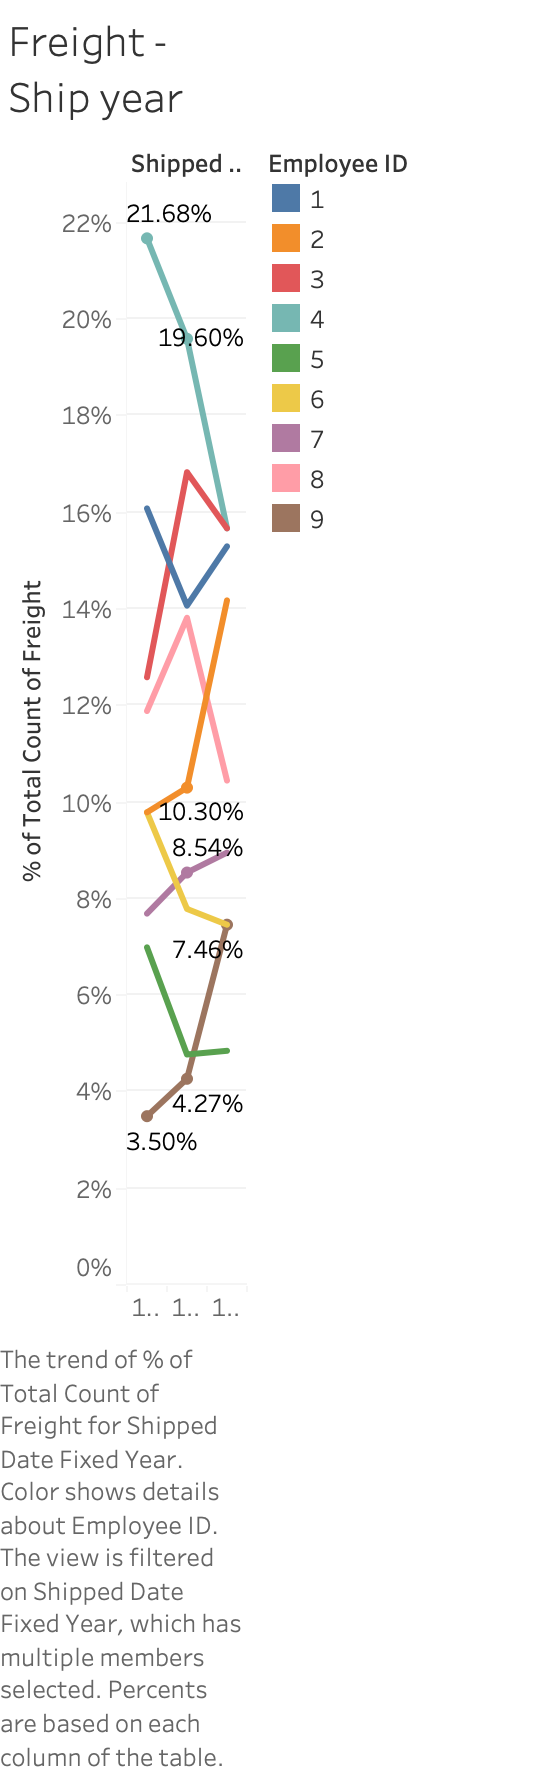 Freight -
Ship year
Shipped ..
Employee ID
1
2
3
4
5
6
7
8
9
% of Total Count of Freight
22%
20%
18%
16%
14%
12%
10%
8%
6%
4%
2%
0%
21.68%
19.60%
10.30%
8.54%
7.46%
4.27%
3.50%
1.. 1.. 1..
The trend of % of
Total Count of
Freight for Shipped
Date Fixed Year.
Color shows details
about Employee ID.
The view is filtered
on Shipped Date
Fixed Year, which has
multiple members
selected. Percents
are based on each
column of the table.